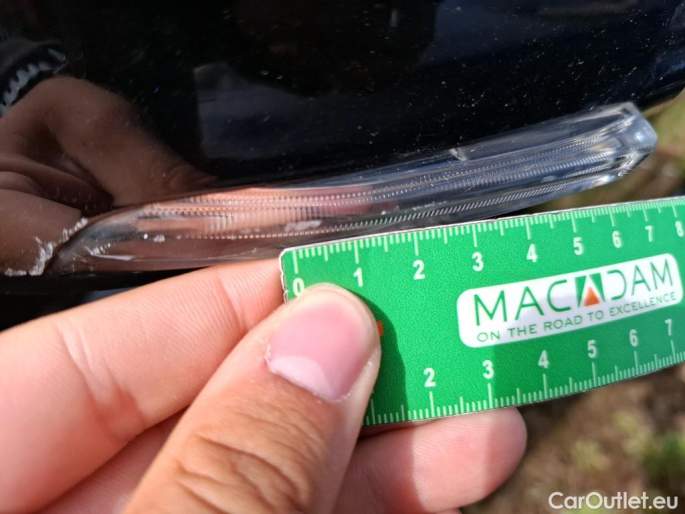 0 1 2 3 4 5 6 7 8
MACADAM
ON THE ROAD TO EXCELLENCE
2 3 4 5 6 7
CarOutlet.eu